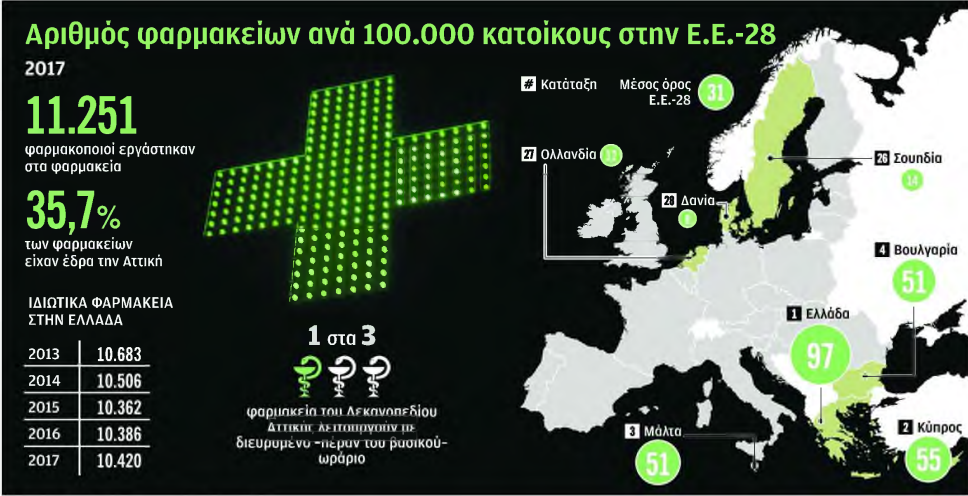 Αριθμός φαρμακείων ανά 100.000 κατοίκους στην Ε.Ε.-28
2017
11.251
φαρμακοποιοί εργάστηκαν
στα φαρμακεία
35,7%
των φαρμακείων
είχαν έδρα την Αττική
ΙΔΙΩΤΙΚΑ ΦΑΡΜΑΚΕΙΑ
ΣΤΗΝ ΕΛΛΑΔΑ
2013 10.683
2014 10.506
2015 10.362
2016 10.386
2017 10.420
1 στα 3
φαρμακεία του Λεκανοπεδίου
Αττικής λειτουργούν με
διευρυμένο -πέραν του βασικού-
ωράριο
# Κατάταξη
Μέσος όρος
Ε.Ε.-28
31
27 Ολλανδία
28 Δανία
26 Σουηδία
14
4 Βουλγαρία
51
1 Ελλάδα
97
3 Μάλτα
51
2 Κύπρος
55